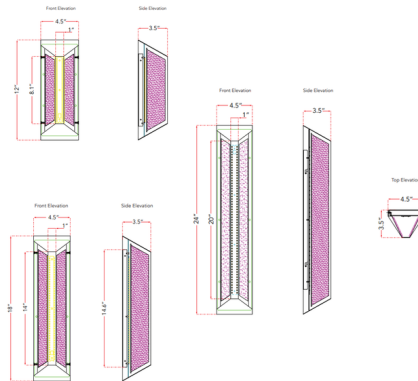 Front Elevation
Side Elevation
4.5"
1"
3.5"
12"
8.1"
Front Elevation
Side Elevation
4.5"
1"
3.5"
24"
20"
Top Elevation
4.5"
3.5"
Front Elevation
Side Elevation
4.5"
1"
3.5"
18"
14"
14.6"